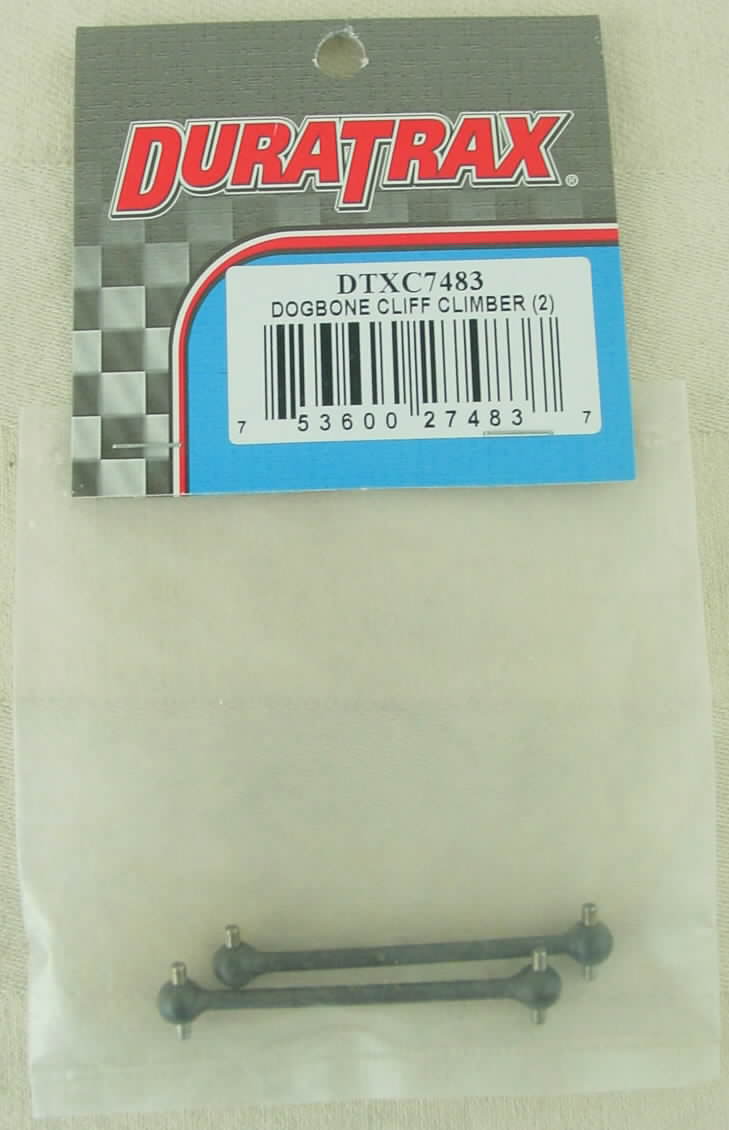 DURATRAX®
DTXC7483
DOGBONE CLIFF CLIMBER (2)
7 53600 27483 7